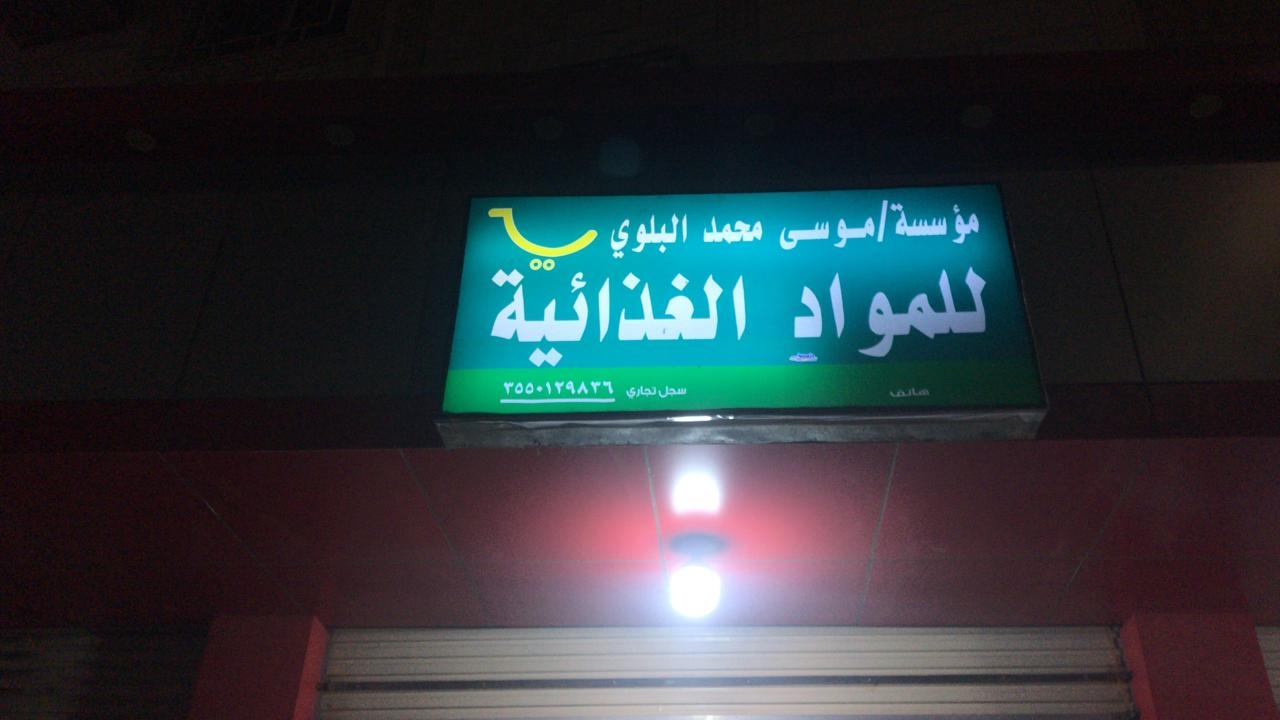 مؤسسة/موسى محمد البلوي
للمواد الغذائية
هاتف سجل تجاري ٣٥٥٠١٢٩٨٣٦